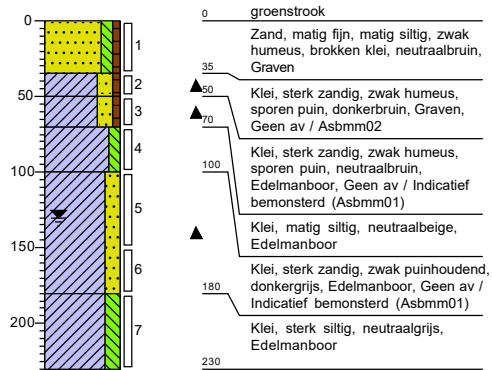 0
50
100
150
200
1
2
3
4
5
6
7
0
groenstrook
Zand, matig fijn, matig siltig, zwak
humeus, brokken klei, neutraalbruin,
Graven
35
Klei, sterk zandig, zwak humeus,
sporen puin, donkerbruin, Graven,
Geen av / Asbmm02
50
Klei, sterk zandig, zwak humeus,
sporen puin, neutraalbruin,
Edelmanboor, Geen av / Indicatief
bemonsterd (Asbmm01)
70
Klei, matig siltig, neutraalbeige,
Edelmanboor
100
Klei, sterk zandig, zwak puinhoudend,
donkergrijs, Edelmanboor, Geen av /
Indicatief bemonsterd (Asbmm01)
180
Klei, sterk siltig, neutraalgrijs,
Edelmanboor
230